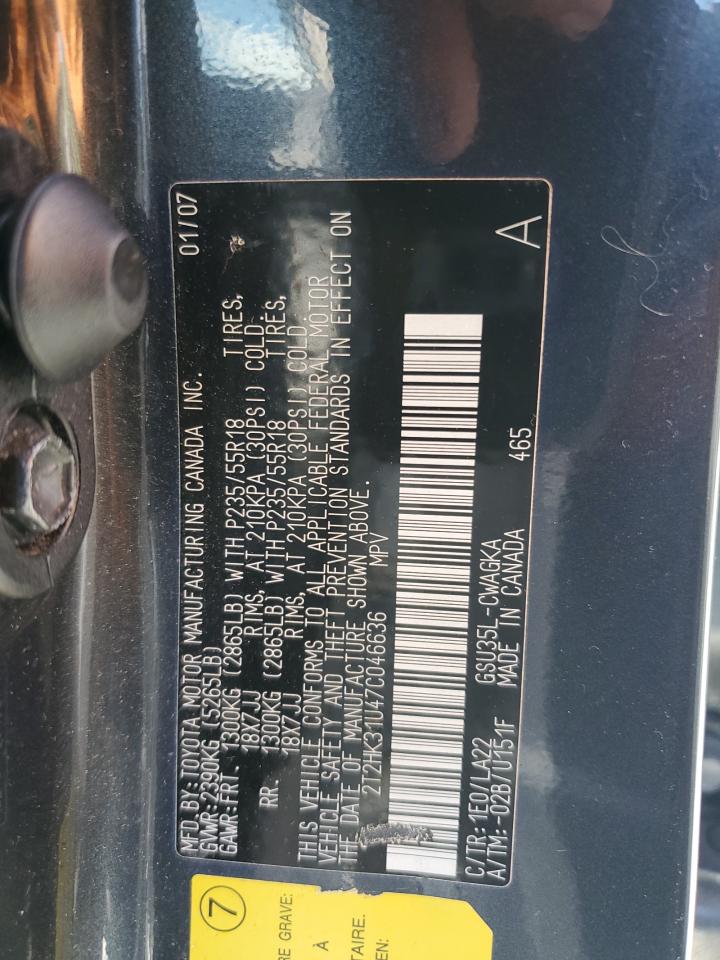 MFD.BY:TOYOTA MOTOR MANUFACTURING CANADA INC. 01/07
GVWR:2390KG (5265LB)
GAWR:FRT 1300KG (2865LB) WITH P235/55R18 TIRES,
18X7JJ RIMS, AT 210KPA (30PSI) COLD.
RR. 1300KG (2865LB) WITH P235/55R18 TIRES,
18X7JJ RIMS, AT 210KPA (30PSI) COLD.
THIS VEHICLE CONFORMS TO ALL APPLICABLE FEDERAL MOTOR
VEHICLE SAFETY AND THEFT PREVENTION STANDARDS IN EFFECT ON
THE DATE OF MANUFACTURE SHOWN ABOVE.
2T2HK31U47C046636 MPV
C/TR:1E0/LA22 GSU35L-CWAGKA
A/TM:-02B/U151F MADE IN CANADA 465 A
7
RE GRAVE:
À
TAIRE.
EN: